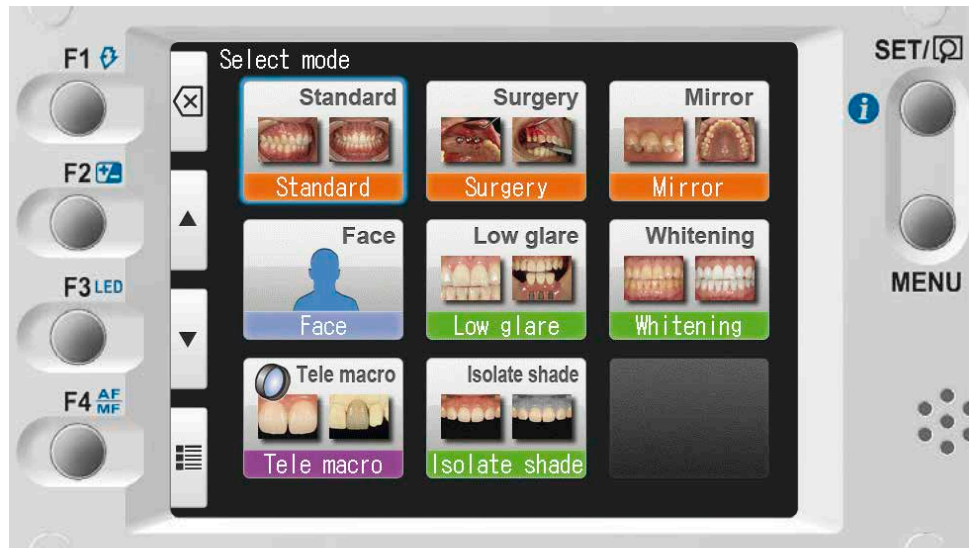 F1
F2
F3 LED
F4 AF
MF
Select mode
Standard
Standard
Surgery
Surgery
Mirror
Mirror
Face
Face
Low glare
Low glare
Whitening
Whitening
Tele macro
Tele macro
Isolate shade
Isolate shade
SET/
i
MENU